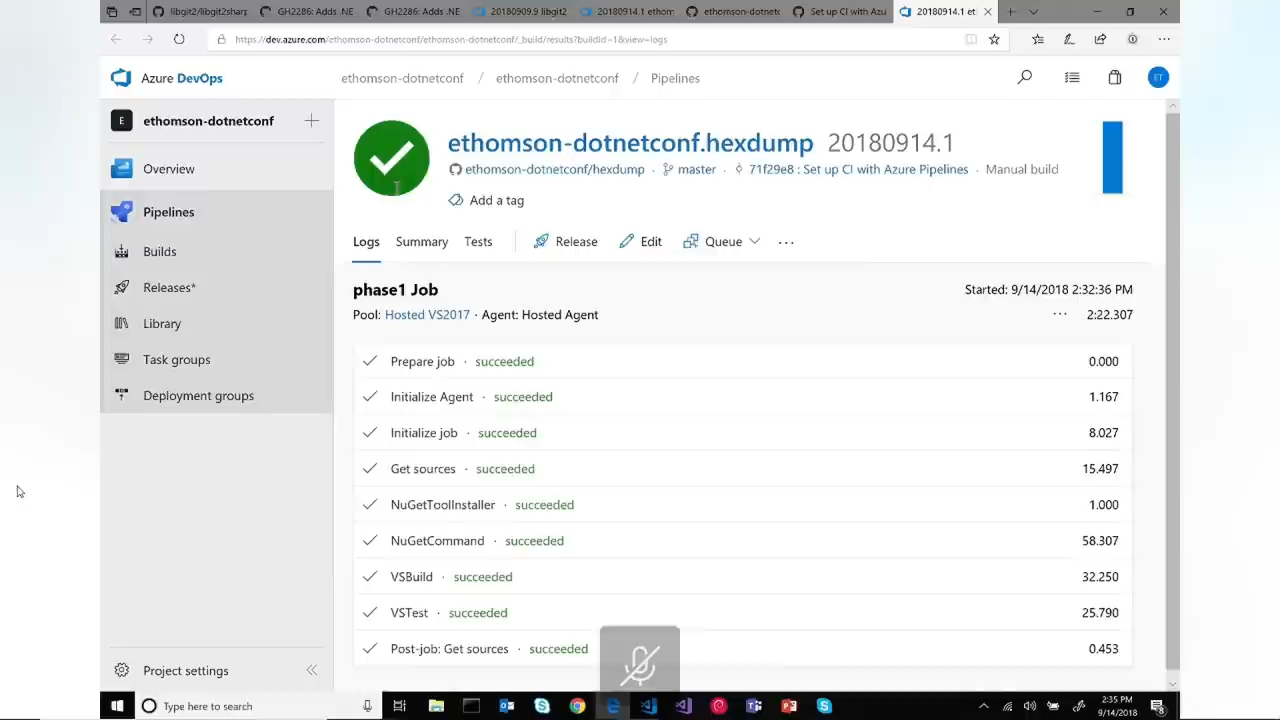 libgit2/libgit2sharp
GH2286: Adds .NE
GH2286: Adds .NE
20180909.9 libgit2
20180914.1 ethom
ethomson-dotnetc
Set up CI with Azu
20180914.1 et
https://dev.azure.com/ethomson-dotnetconf/ethomson-dotnetconf/_build/results?buildId=1&view=logs
Azure DevOps
ethomson-dotnetconf / ethomson-dotnetconf / Pipelines
ET
E ethomson-dotnetconf
Overview
Pipelines
Builds
Releases*
Library
Task groups
Deployment groups
Project settings
ethomson-dotnetconf.hexdump 20180914.1
ethomson-dotnetconf/hexdump · master · 71f29e8 : Set up CI with Azure Pipelines · Manual build
Add a tag
Logs Summary Tests Release Edit Queue ...
phase1 Job Started: 9/14/2018 2:32:36 PM
Pool: Hosted VS2017 · Agent: Hosted Agent ... 2:22.307
Prepare job · succeeded 0.000
Initialize Agent · succeeded 1.167
Initialize job · succeeded 8.027
Get sources · succeeded 15.497
NuGetToolInstaller · succeeded 1.000
NuGetCommand · succeeded 58.307
VSBuild · succeeded 32.250
VSTest · succeeded 25.790
Post-job: Get sources · succeeded 0.453
Type here to search
2:35 PM
9/14/2018